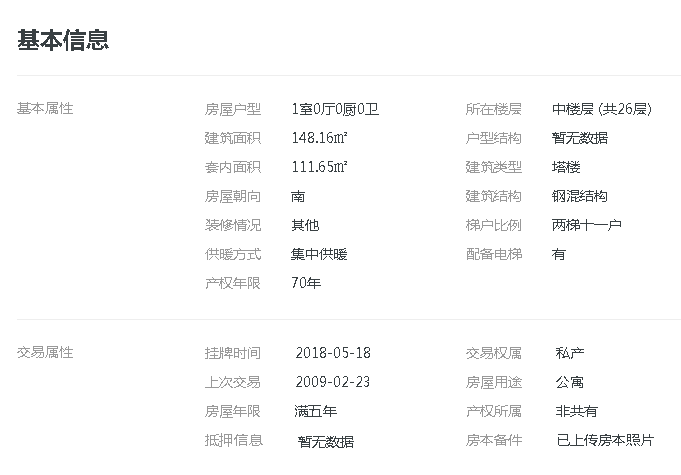 基本信息
基本属性 房屋户型 1室0厅0厨0卫 所在楼层 中楼层 (共26层)
建筑面积 148.16㎡ 户型结构 暂无数据
套内面积 111.65㎡ 建筑类型 塔楼
房屋朝向 南 建筑结构 钢混结构
装修情况 其他 梯户比例 两梯十一户
供暖方式 集中供暖 配备电梯 有
产权年限 70年
交易属性 挂牌时间 2018-05-18 交易权属 私产
上次交易 2009-02-23 房屋用途 公寓
房屋年限 满五年 产权所属 非共有
抵押信息 暂无数据 房本备件 已上传房本照片